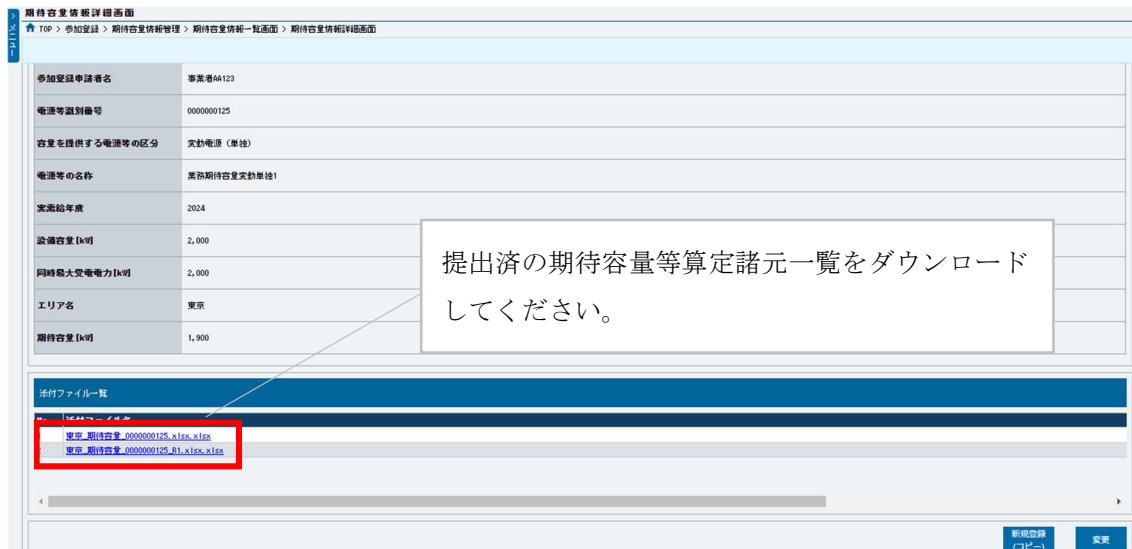 期待容量情報詳細画面
> メニュー
TOP > 参加登録 > 期待容量情報管理 > 期待容量情報一覧画面 > 期待容量情報詳細画面
参加登録申請者名 事業者AA123
電源等識別番号 0000000125
容量を提供する電源等の区分 変動電源（単独）
電源等の名称 業務期待容量変動単独1
実需給年度 2024
設備容量[kW] 2,000
同時最大受電電力[kW] 2,000
エリア名 東京
期待容量[kW] 1,900
提出済の期待容量等算定諸元一覧をダウンロード
してください。
添付ファイル一覧
No. 添付ファイル名
東京_期待容量_0000000125.xlsx.xlsx
東京_期待容量_0000000125_R1.xlsx.xlsx
新規登録
(コピー)
変更